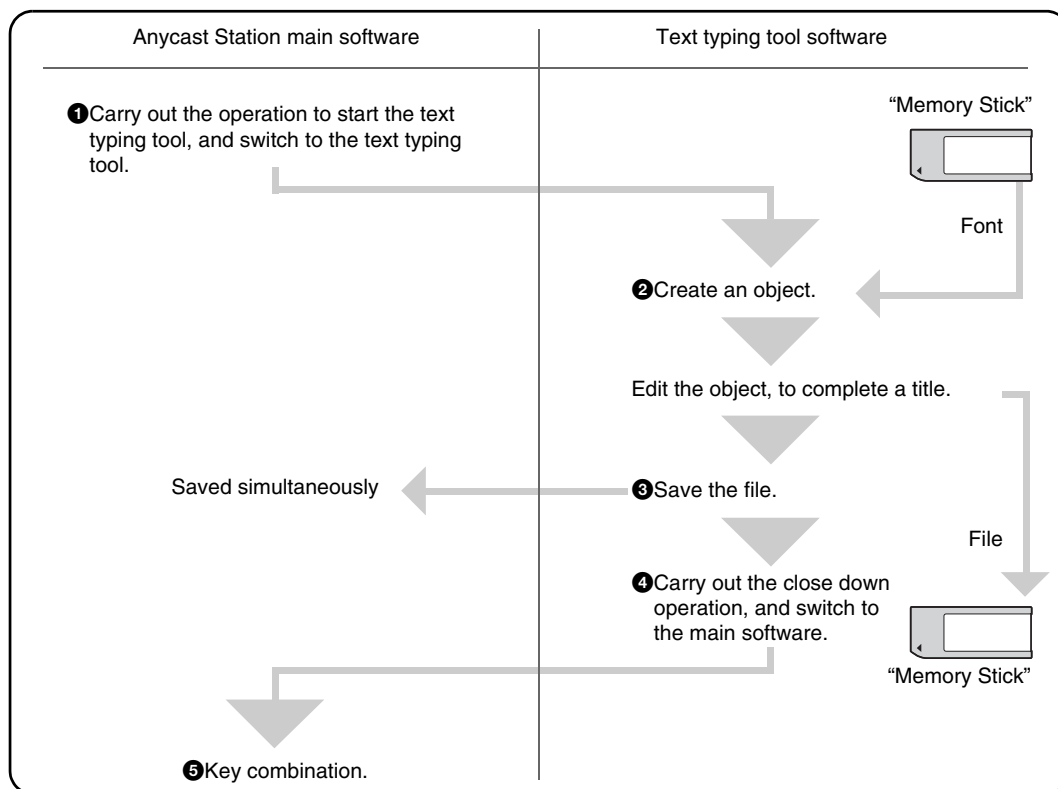 Anycast Station main software
Text typing tool software
❶Carry out the operation to start the text
typing tool, and switch to the text typing
tool.
“Memory Stick”
Font
❷Create an object.
Edit the object, to complete a title.
Saved simultaneously
❸Save the file.
File
❹Carry out the close down
operation, and switch to
the main software.
“Memory Stick”
❺Key combination.